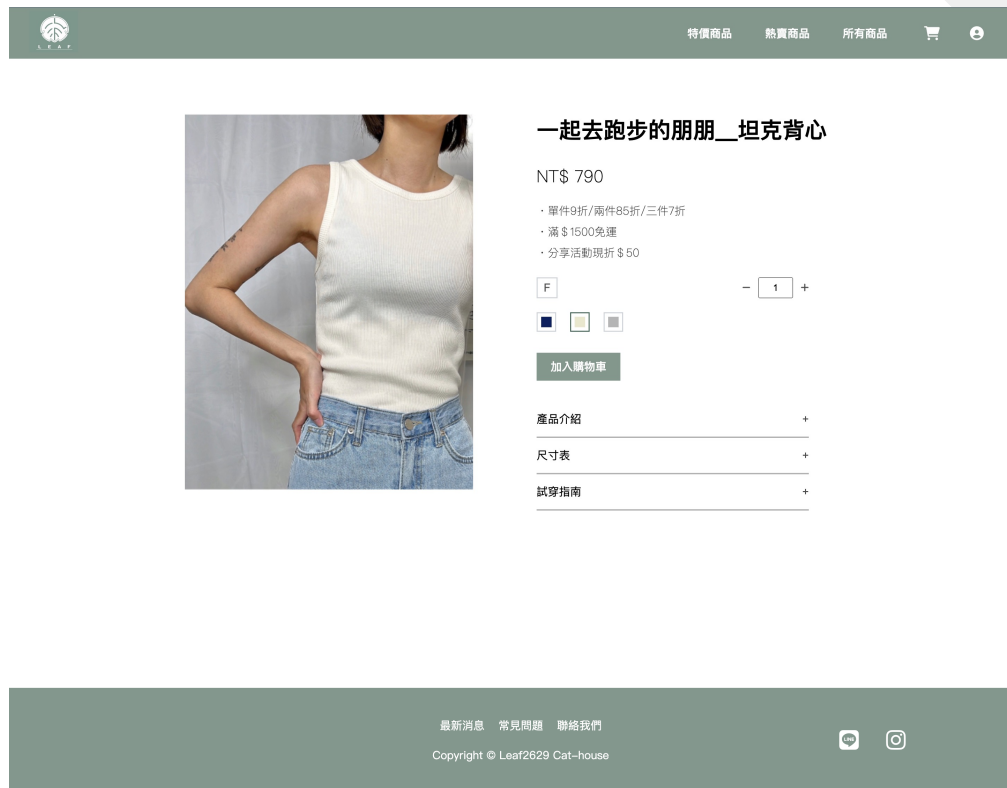 LEAF
特價商品 熱賣商品 所有商品
一起去跑步的朋朋__坦克背心
NT$ 790
・單件9折/兩件85折/三件7折
・滿＄1500免運
・分享活動現折＄50
F − 1 +
加入購物車
產品介紹 +
尺寸表 +
試穿指南 +
最新消息 常見問題 聯絡我們
LINE
Copyright © Leaf2629 Cat-house